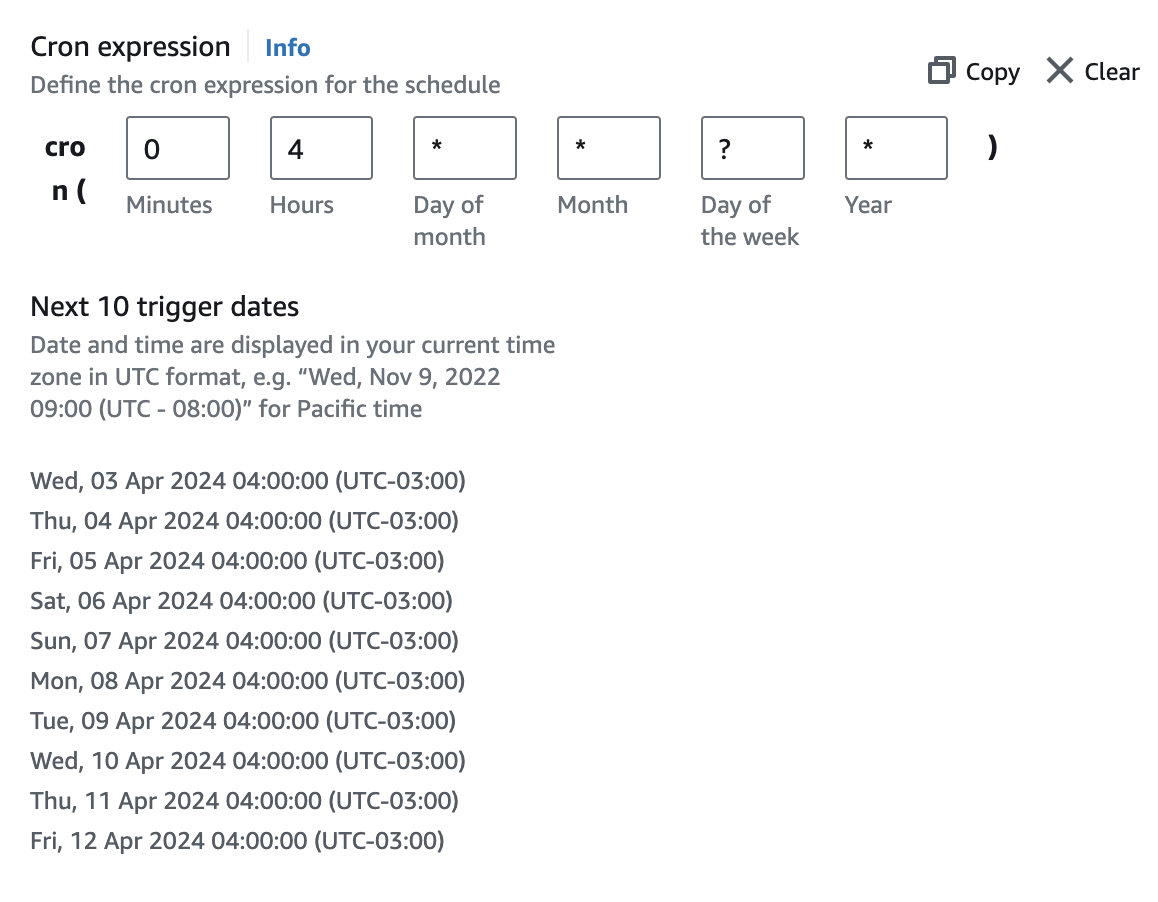 Cron expression Info
Define the cron expression for the schedule
Copy Clear
cro
n (
0 4 * * ? * )
Minutes Hours Day of month Month Day of the week Year
Next 10 trigger dates
Date and time are displayed in your current time
zone in UTC format, e.g. “Wed, Nov 9, 2022
09:00 (UTC - 08:00)” for Pacific time
Wed, 03 Apr 2024 04:00:00 (UTC-03:00)
Thu, 04 Apr 2024 04:00:00 (UTC-03:00)
Fri, 05 Apr 2024 04:00:00 (UTC-03:00)
Sat, 06 Apr 2024 04:00:00 (UTC-03:00)
Sun, 07 Apr 2024 04:00:00 (UTC-03:00)
Mon, 08 Apr 2024 04:00:00 (UTC-03:00)
Tue, 09 Apr 2024 04:00:00 (UTC-03:00)
Wed, 10 Apr 2024 04:00:00 (UTC-03:00)
Thu, 11 Apr 2024 04:00:00 (UTC-03:00)
Fri, 12 Apr 2024 04:00:00 (UTC-03:00)